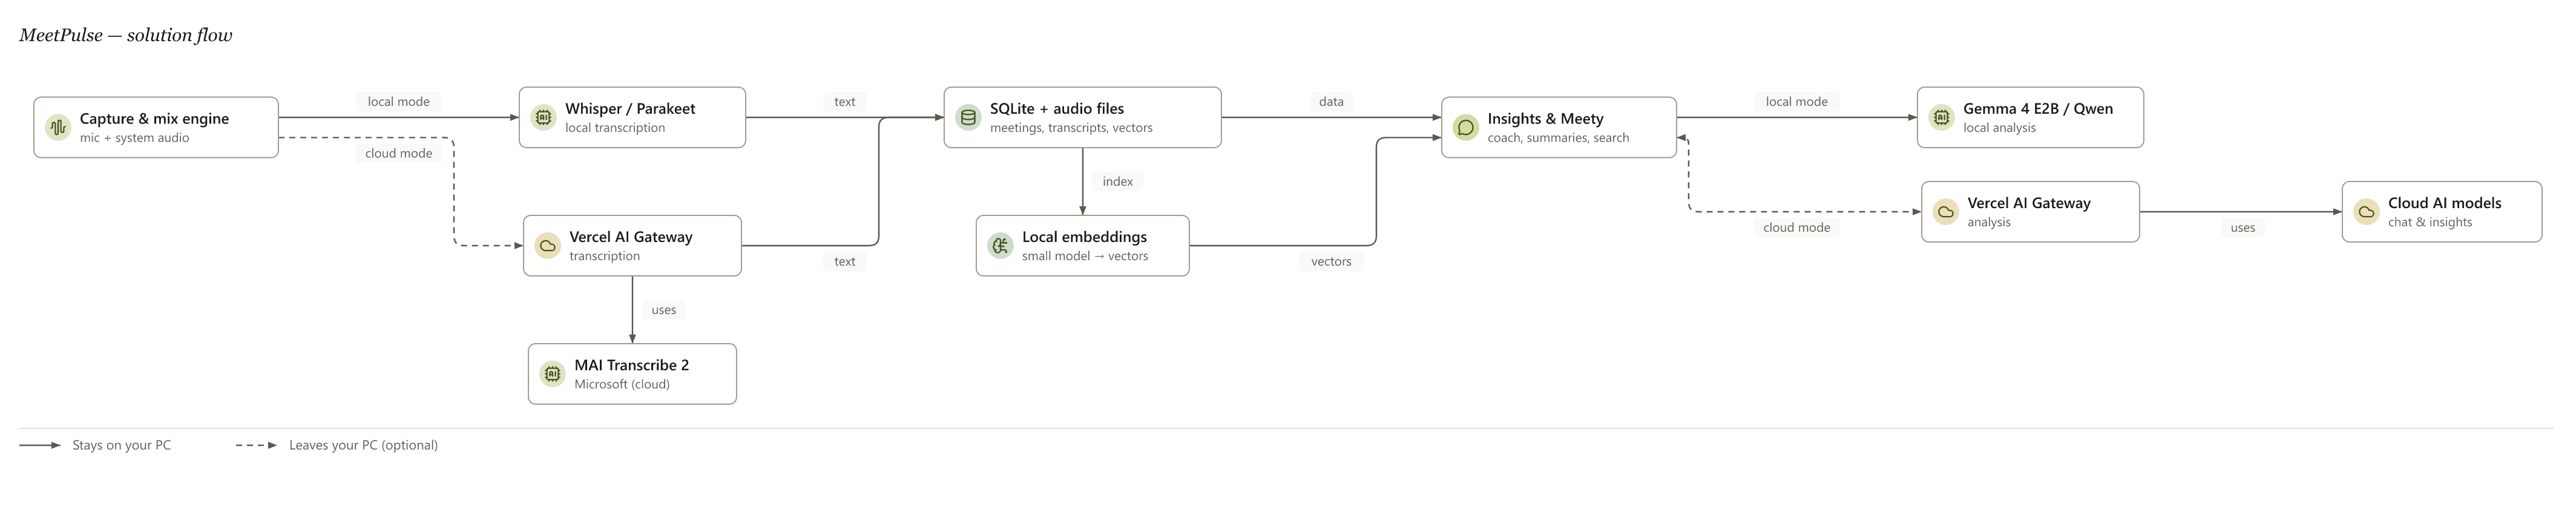 MeetPulse — solution flow
local mode
Capture & mix engine
mic + system audio
cloud mode
Whisper / Parakeet
local transcription
text
Vercel AI Gateway
transcription
text
uses
MAI Transcribe 2
Microsoft (cloud)
SQLite + audio files
meetings, transcripts, vectors
data
index
Local embeddings
small model → vectors
vectors
Insights & Meety
coach, summaries, search
local mode
cloud mode
Gemma 4 E2B / Qwen
local analysis
Vercel AI Gateway
analysis
uses
Cloud AI models
chat & insights
Stays on your PC
Leaves your PC (optional)